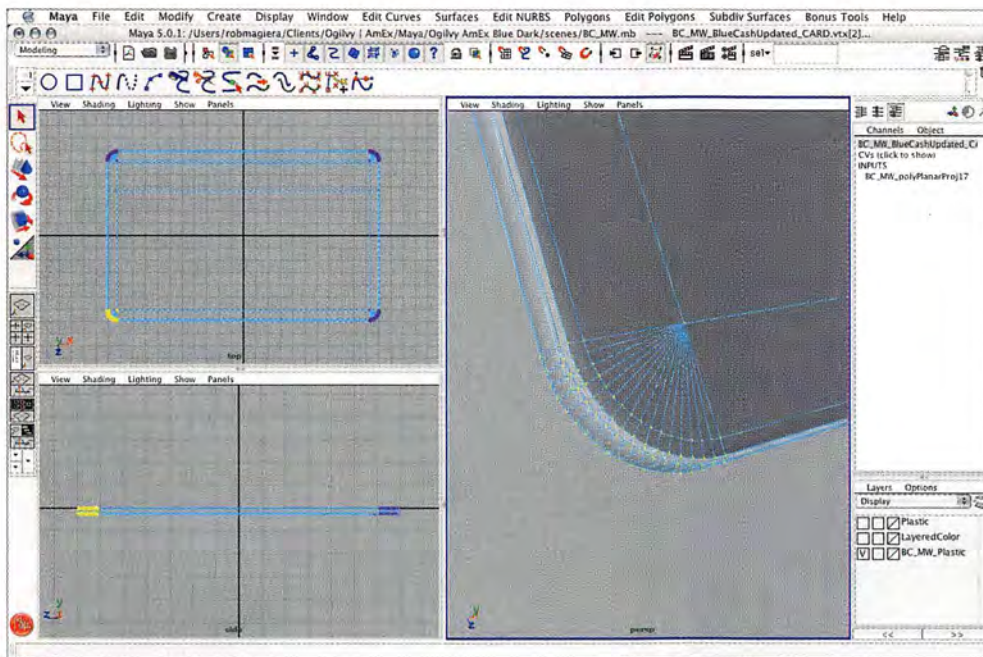 Maya File Edit Modify Create Display Window Edit Curves Surfaces Edit NURBS Polygons Edit Polygons Subdiv Surfaces Bonus Tools Help
Maya 5.0.1: /Users/robmagiera/Clients/Ogilvy | AmEx/Maya/Ogilvy AmEx Blue Dark/scenes/BC_MW.mb --- BC_MW_BlueCashUpdated_CARD.vtx[2]...
Modeling
sel
View Shading Lighting Show Panels
View Shading Lighting Show Panels
Channels Object
BC_MW_BlueCashUpdated_C
CVs (click to show)
INPUTS
BC_MW_polyPlanarProj17
top
View Shading Lighting Show Panels
Layers Options
Display
Plastic
LayeredColor
V BC_MW_Plastic
side
persp
<< >>